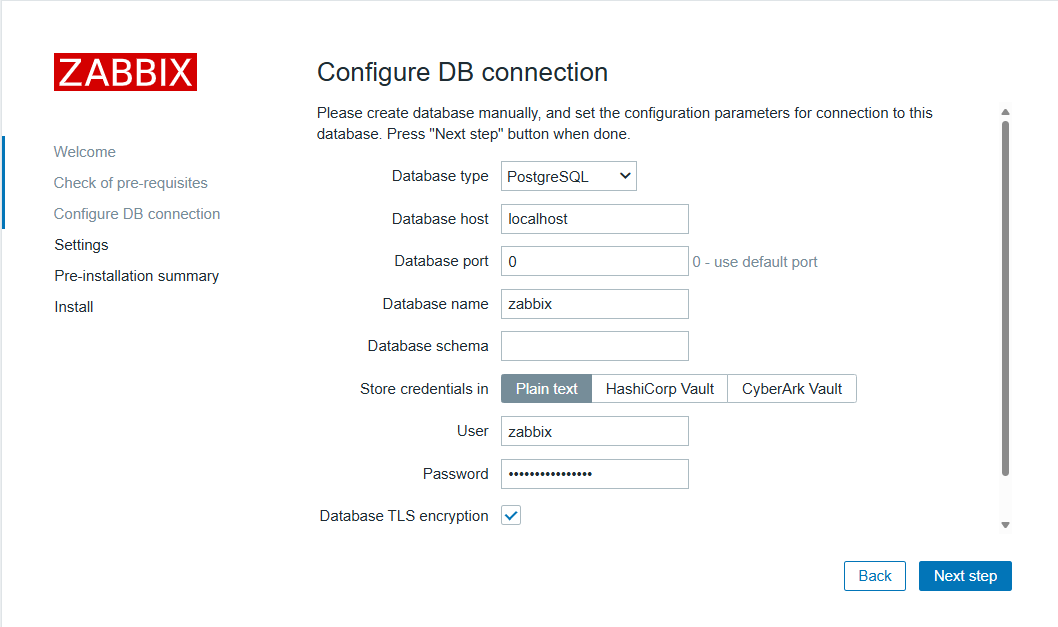 ZABBIX
Welcome
Check of pre-requisites
Configure DB connection
Settings
Pre-installation summary
Install
Configure DB connection
Please create database manually, and set the configuration parameters for connection to this
database. Press "Next step" button when done.
Database type PostgreSQL
Database host localhost
Database port 0 0 - use default port
Database name zabbix
Database schema
Store credentials in Plain text HashiCorp Vault CyberArk Vault
User zabbix
Password ••••••••••••••••
Database TLS encryption
Back Next step